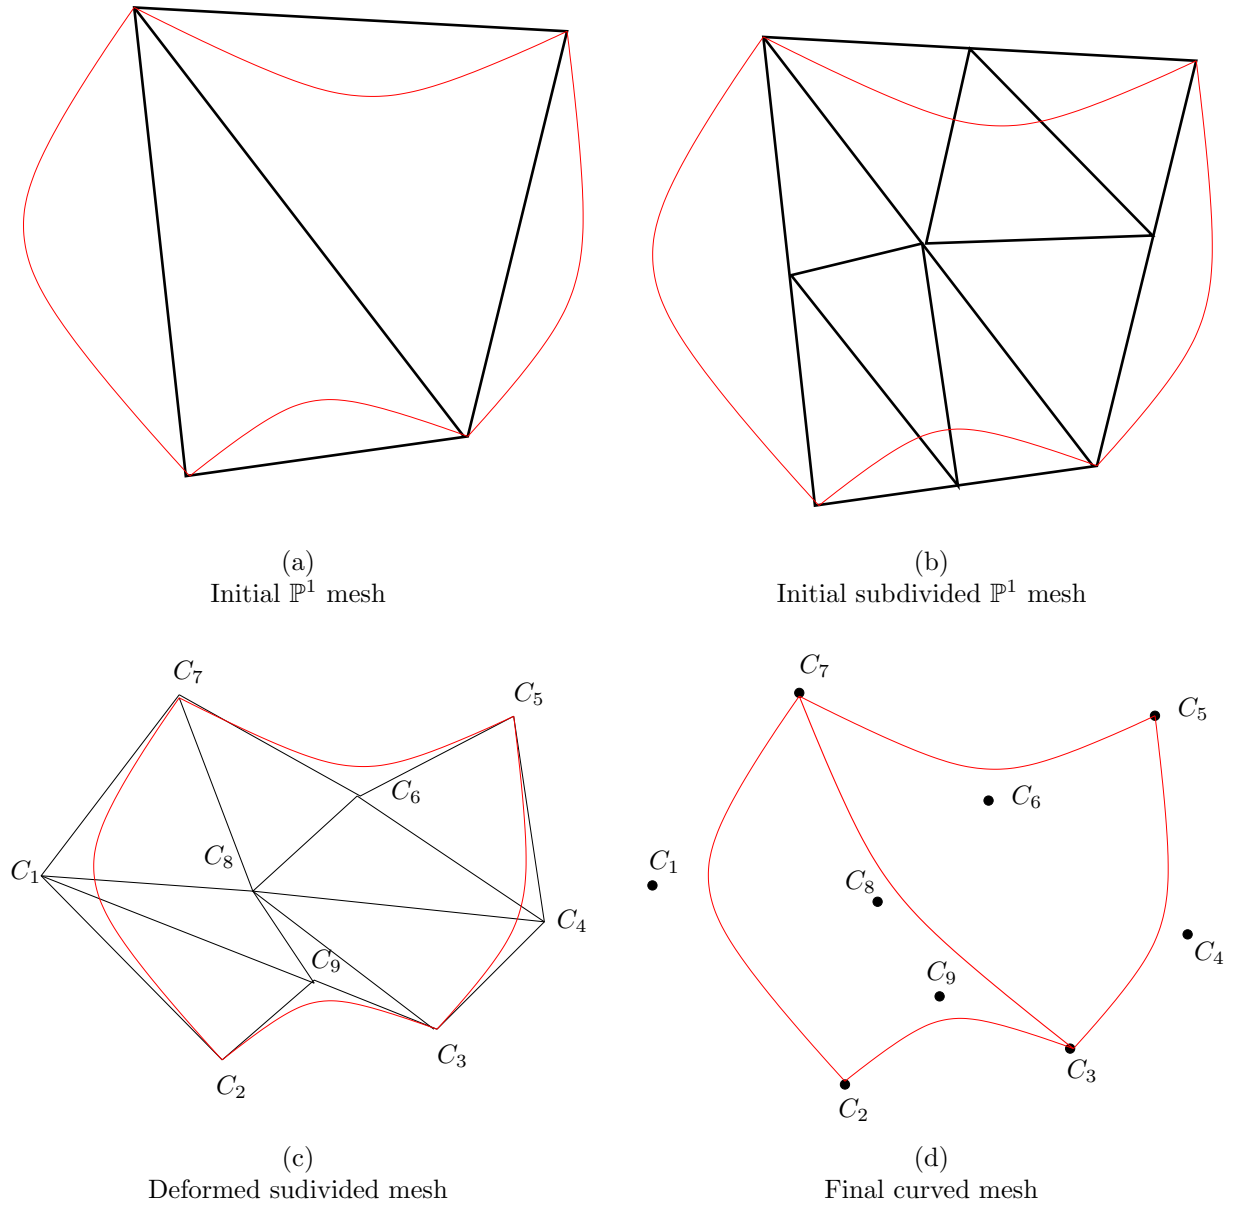 (a)
Initial ℙ¹ mesh
(b)
Initial subdivided ℙ¹ mesh
C₇
C₅
C₆
C₈
C₁
C₄
C₉
C₃
C₂
(c)
Deformed sudivided mesh
C₇
C₅
C₆
C₁
C₈
C₄
C₉
C₃
C₂
(d)
Final curved mesh